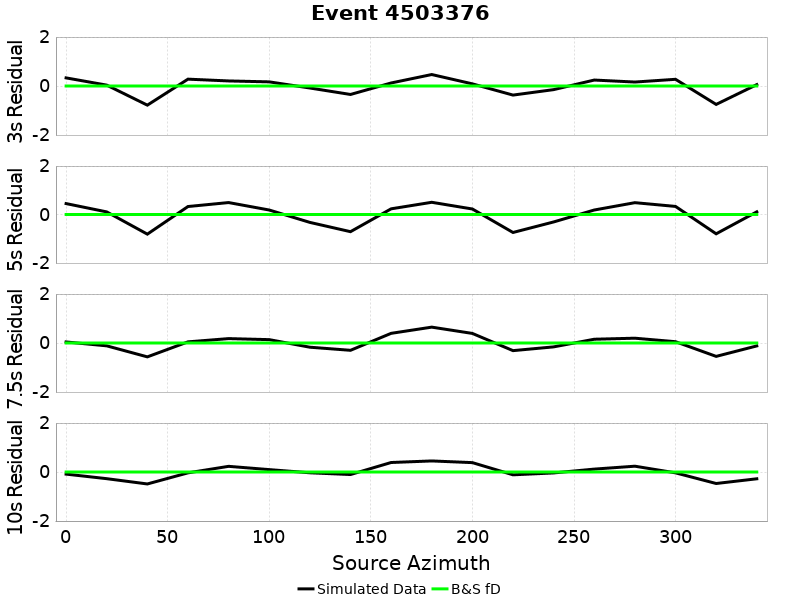 Event 4503376
3s Residual
2
0
-2
5s Residual
2
0
-2
7.5s Residual
2
0
-2
10s Residual
2
0
-2
0 50 100 150 200 250 300
Source Azimuth
Simulated Data B&S fD